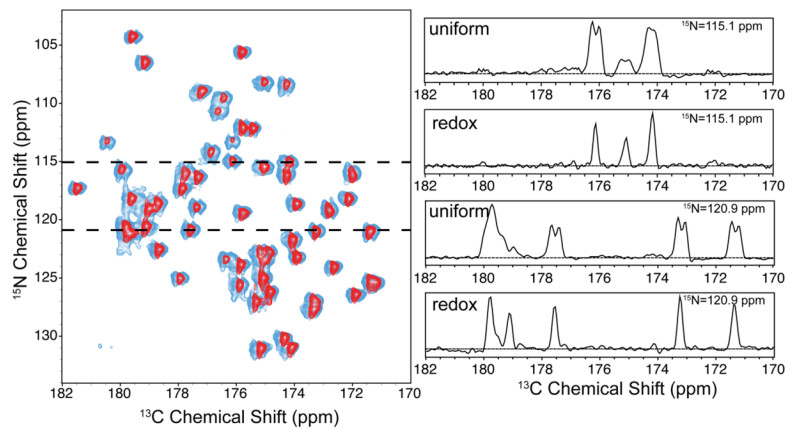 105
110
115
120
125
130
15N Chemical Shift (ppm)
182 180 178 176 174 172 170
13C Chemical Shift (ppm)
uniform 15N=115.1 ppm
182 180 178 176 174 172 170
redox 15N=115.1 ppm
182 180 178 176 174 172 170
uniform 15N=120.9 ppm
182 180 178 176 174 172 170
redox 15N=120.9 ppm
182 180 178 176 174 172 170
13C Chemical Shift (ppm)